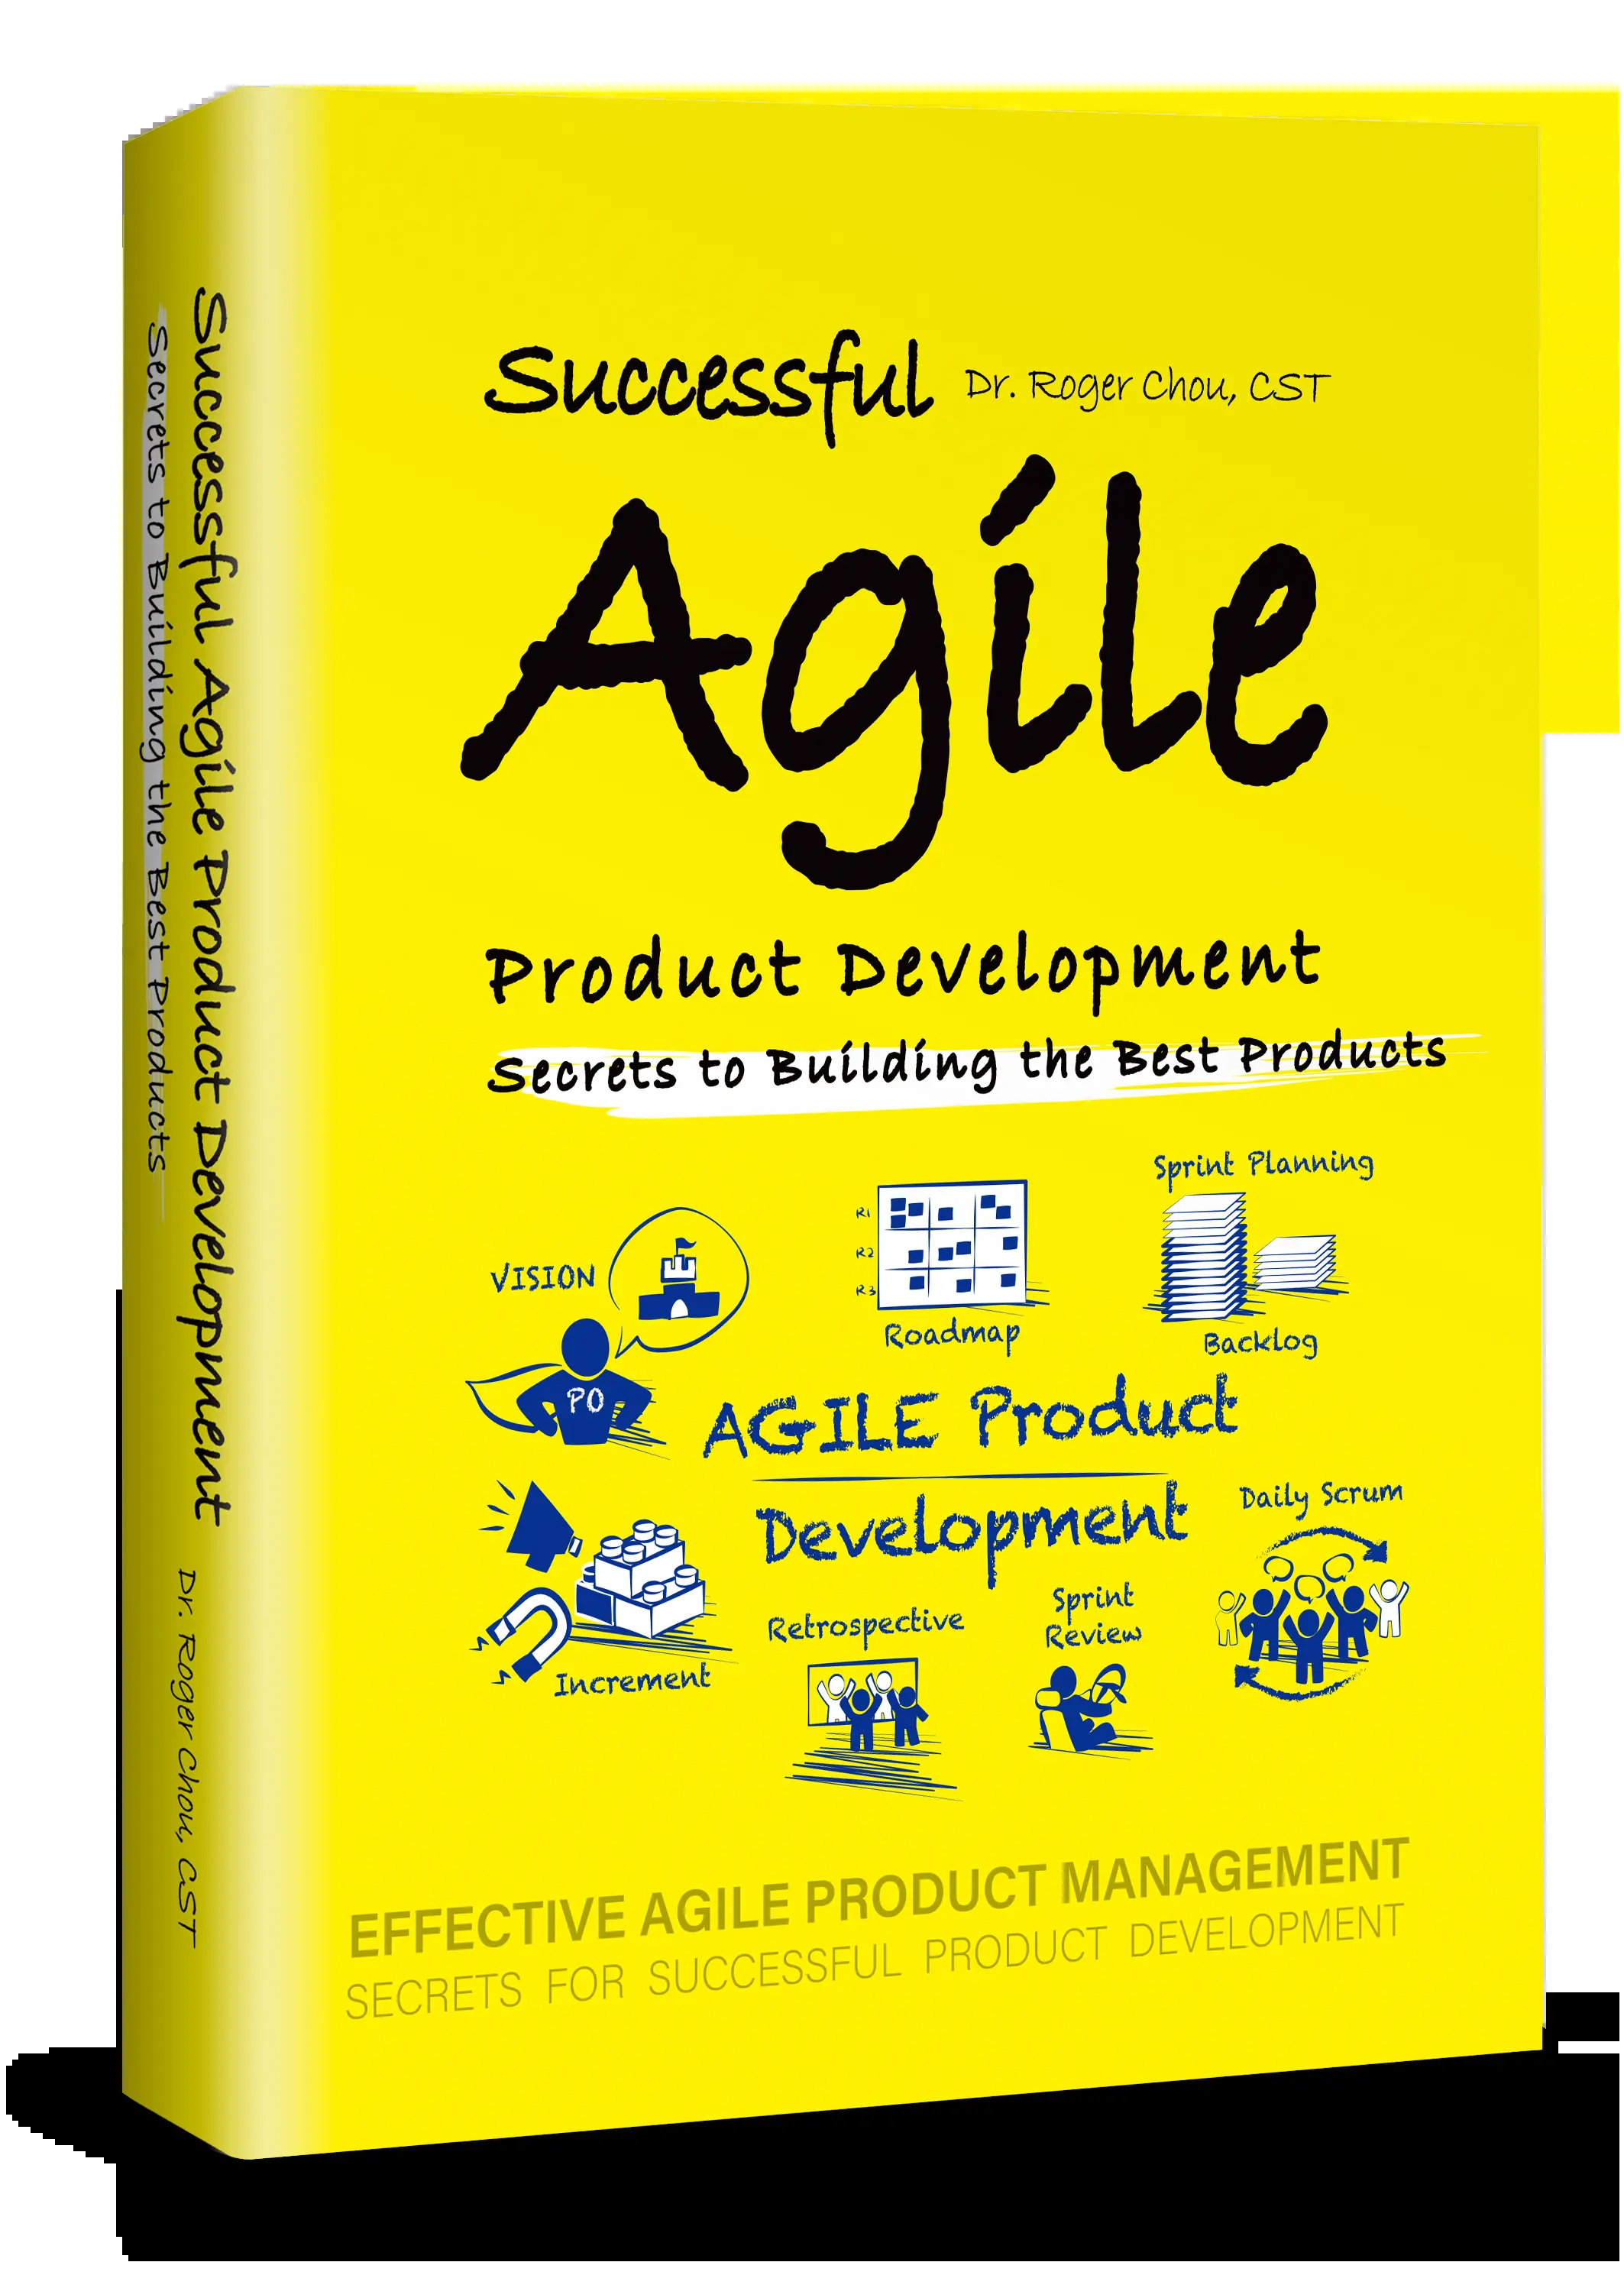 Successful Agile Product Development
Secrets to Building the Best Products
Dr. Roger Chou, CST
Successful
Dr. Roger Chou, CST
Agile
Product Development
Secrets to Building the Best Products
VISION
PO
R1
R2
R3
Roadmap
Sprint Planning
Backlog
AGILE Product
Development
Daily Scrum
Increment
Retrospective
Sprint
Review
EFFECTIVE AGILE PRODUCT MANAGEMENT
SECRETS FOR SUCCESSFUL PRODUCT DEVELOPMENT